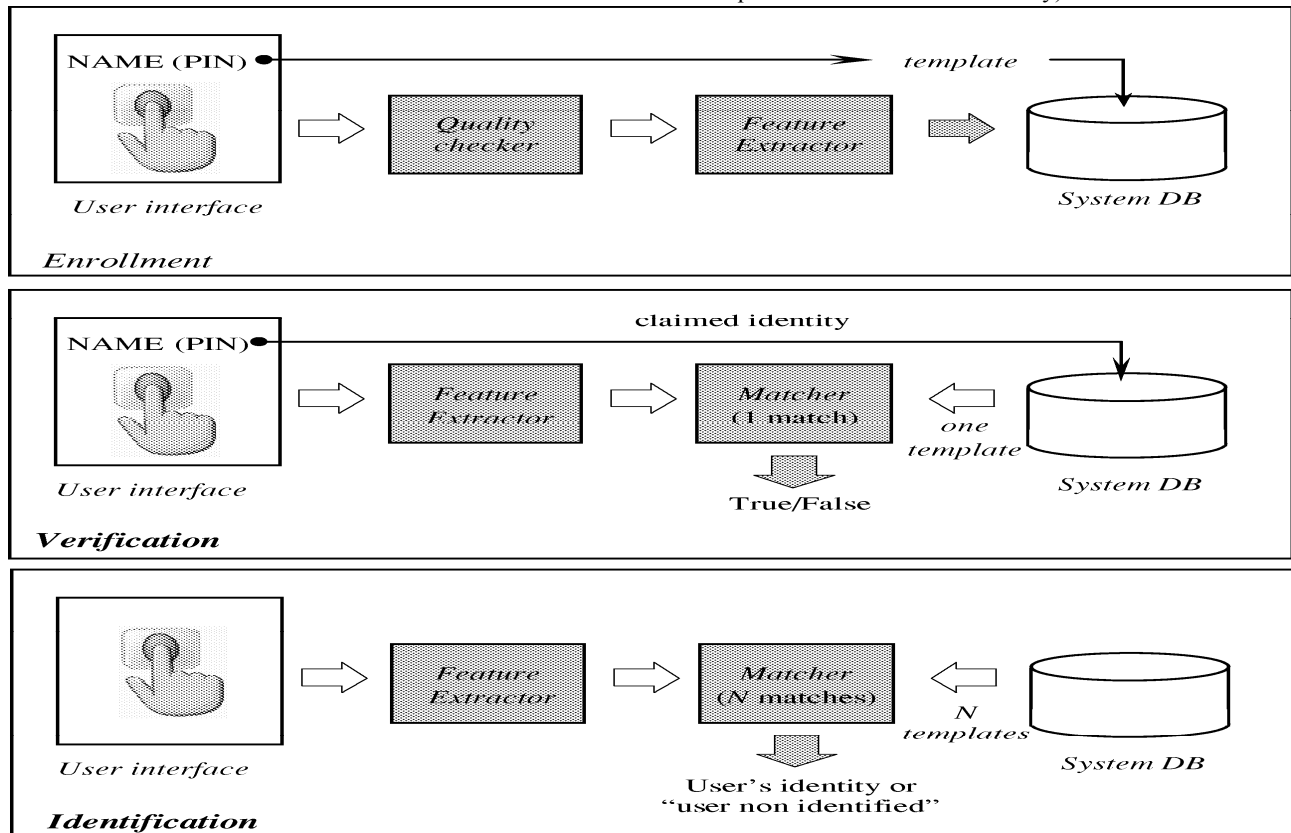 NAME (PIN)
template
Quality
checker
Feature
Extractor
User interface
System DB
Enrollment
claimed identity
NAME (PIN)
Feature
Extractor
Matcher
(1 match)
one
template
User interface
System DB
True/False
Verification
Feature
Extractor
Matcher
(N matches)
N
templates
User interface
System DB
User's identity or
“user non identified”
Identification